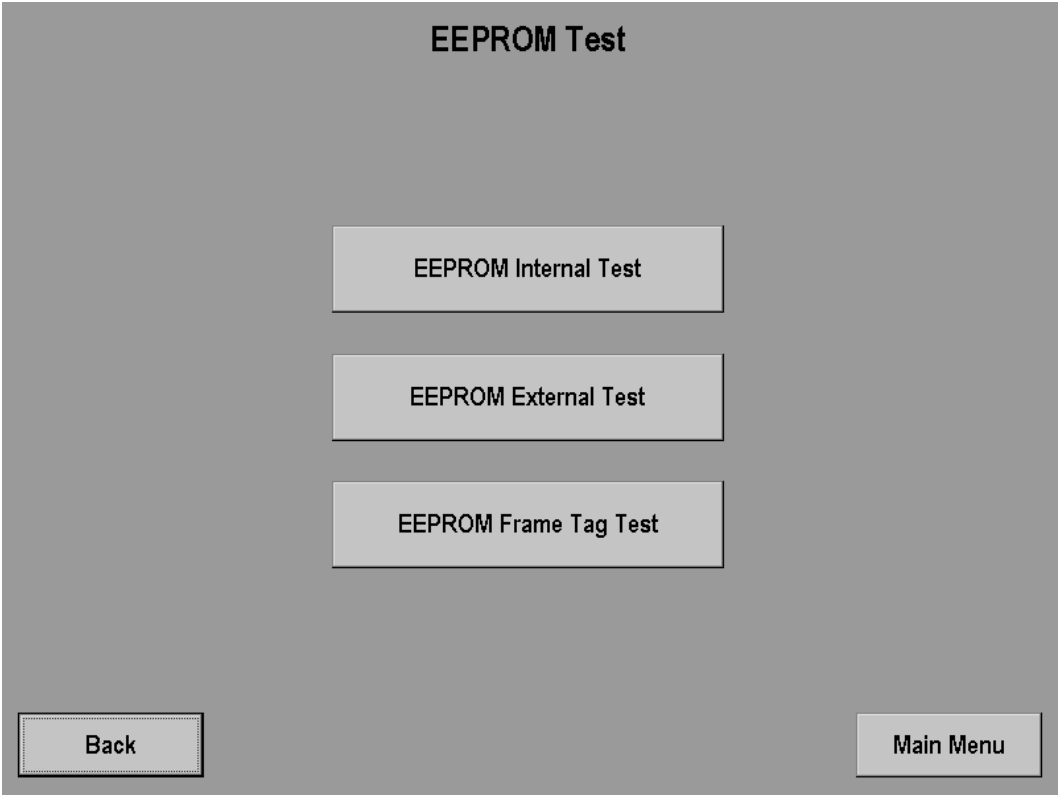 EEPROM Test
EEPROM Internal Test
EEPROM External Test
EEPROM Frame Tag Test
Back
Main Menu